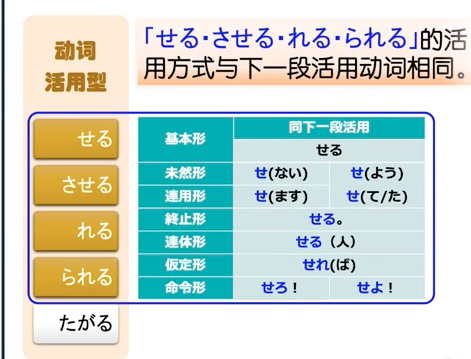 动词
活用型
「せる・させる・れる・られる」的活
用方式与下一段活用动词相同。
せる
させる
れる
られる
たがる
基本形 同下一段活用
せる
未然形 せ(ない) せ(よう)
連用形 せ(ます) せ(て/た)
終止形 せる。
連体形 せる（人）
仮定形 せれ(ば)
命令形 せろ！ せよ！